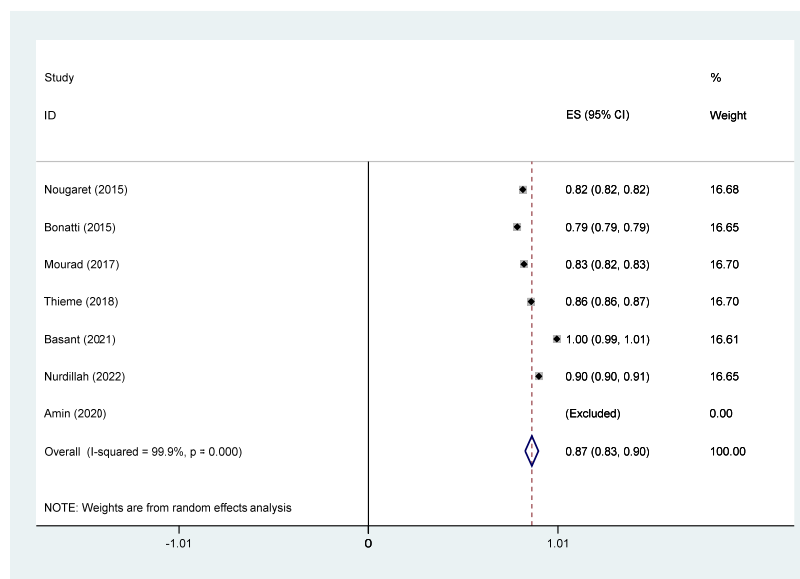 Study %
ID ES (95% CI) Weight
Nougaret (2015) 0.82 (0.82, 0.82) 16.68
Bonatti (2015) 0.79 (0.79, 0.79) 16.65
Mourad (2017) 0.83 (0.82, 0.83) 16.70
Thieme (2018) 0.86 (0.86, 0.87) 16.70
Basant (2021) 1.00 (0.99, 1.01) 16.61
Nurdillah (2022) 0.90 (0.90, 0.91) 16.65
Amin (2020) (Excluded) 0.00
Overall (I-squared = 99.9%, p = 0.000) 0.87 (0.83, 0.90) 100.00
NOTE: Weights are from random effects analysis
-1.01 0 1.01